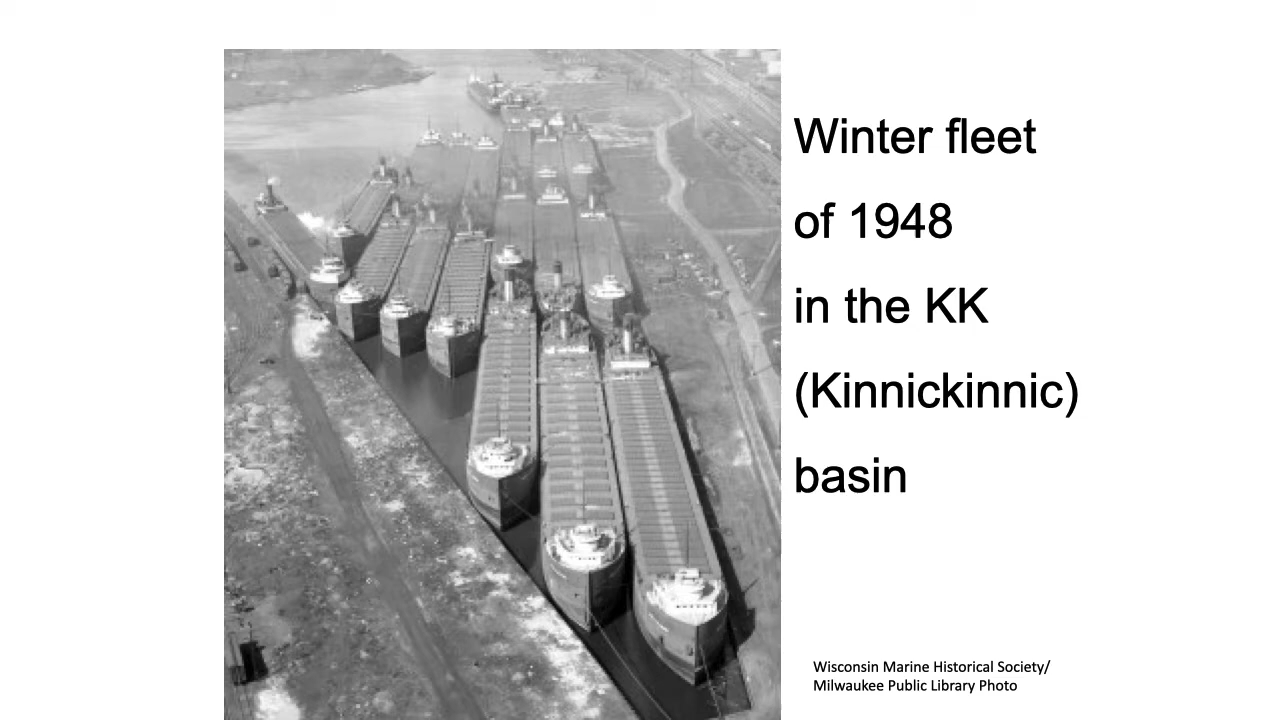 Winter fleet
of 1948
in the KK
(Kinnickinnic)
basin
Wisconsin Marine Historical Society/
Milwaukee Public Library Photo